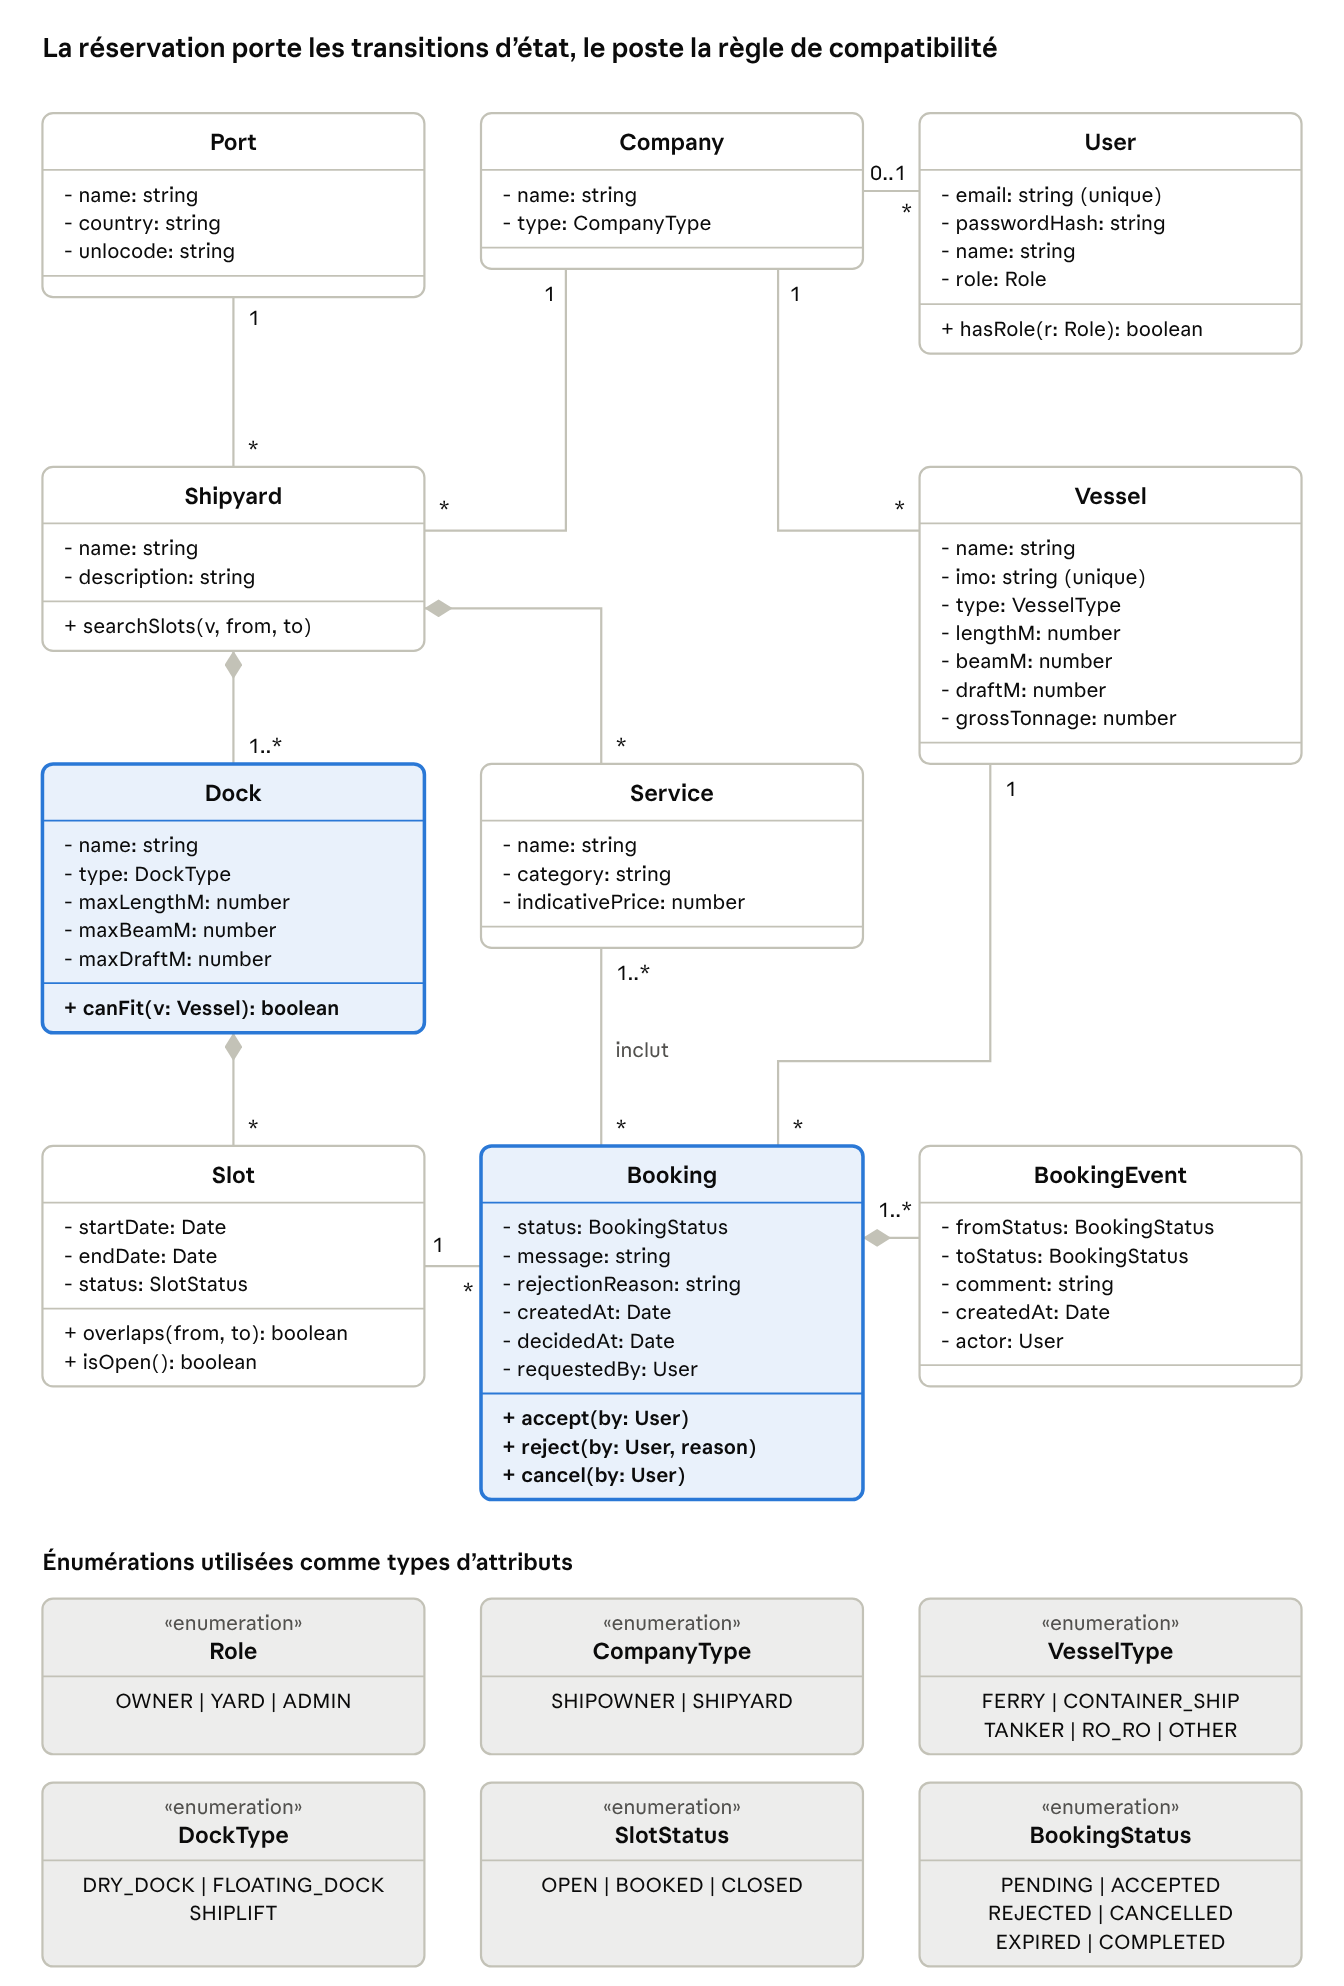 La réservation porte les transitions d’état, le poste la règle de compatibilité
Port
- name: string
- country: string
- unlocode: string
Company
- name: string
- type: CompanyType
0..1
*
User
- email: string (unique)
- passwordHash: string
- name: string
- role: Role
+ hasRole(r: Role): boolean
1
1
1
*
*
*
Shipyard
- name: string
- description: string
+ searchSlots(v, from, to)
Vessel
- name: string
- imo: string (unique)
- type: VesselType
- lengthM: number
- beamM: number
- draftM: number
- grossTonnage: number
1..*
*
1
Dock
- name: string
- type: DockType
- maxLengthM: number
- maxBeamM: number
- maxDraftM: number
+ canFit(v: Vessel): boolean
Service
- name: string
- category: string
- indicativePrice: number
1..*
inclut
*
*
*
Slot
- startDate: Date
- endDate: Date
- status: SlotStatus
+ overlaps(from, to): boolean
+ isOpen(): boolean
1
*
Booking
- status: BookingStatus
- message: string
- rejectionReason: string
- createdAt: Date
- decidedAt: Date
- requestedBy: User
+ accept(by: User)
+ reject(by: User, reason)
+ cancel(by: User)
1..*
BookingEvent
- fromStatus: BookingStatus
- toStatus: BookingStatus
- comment: string
- createdAt: Date
- actor: User
Énumérations utilisées comme types d’attributs
«enumeration»
Role
OWNER | YARD | ADMIN
«enumeration»
CompanyType
SHIPOWNER | SHIPYARD
«enumeration»
VesselType
FERRY | CONTAINER_SHIP
TANKER | RO_RO | OTHER
«enumeration»
DockType
DRY_DOCK | FLOATING_DOCK
SHIPLIFT
«enumeration»
SlotStatus
OPEN | BOOKED | CLOSED
«enumeration»
BookingStatus
PENDING | ACCEPTED
REJECTED | CANCELLED
EXPIRED | COMPLETED